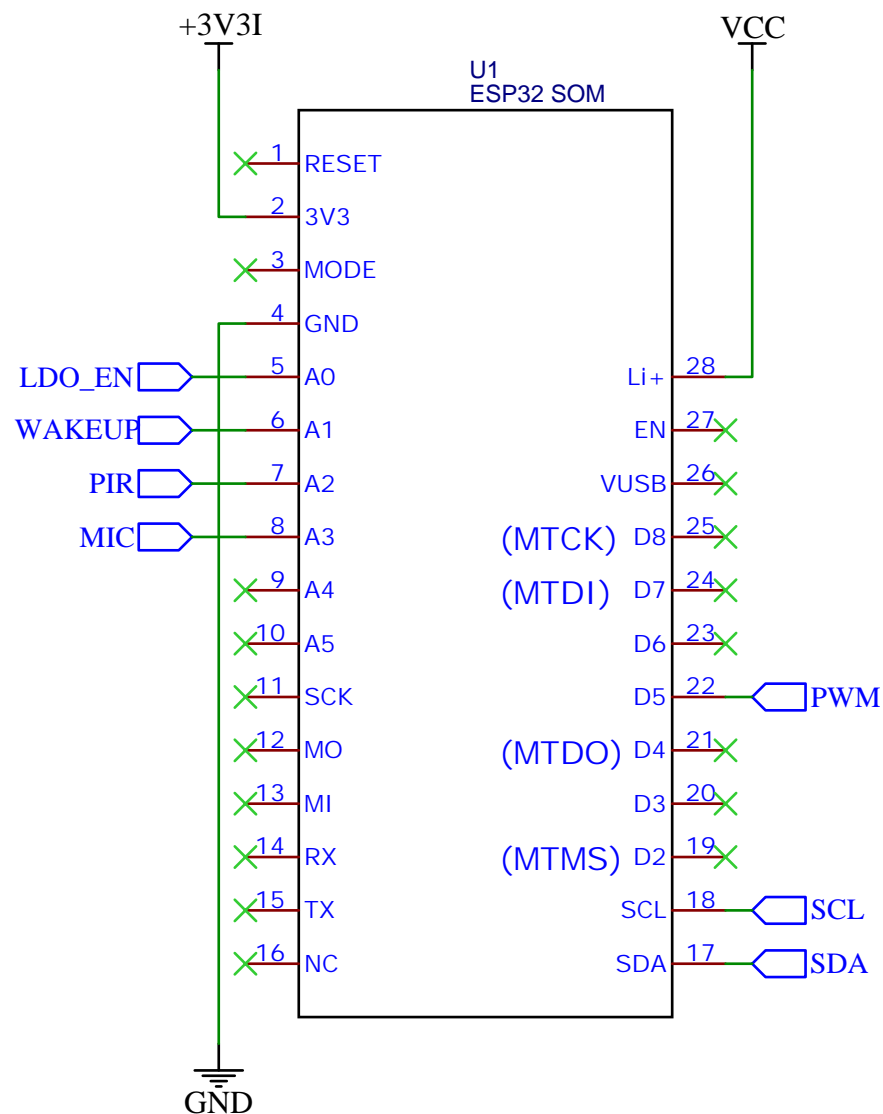 +3V3I
VCC
U1
ESP32 SOM
1 RESET
2 3V3
3 MODE
4 GND
LDO_EN 5 A0
Li+ 28
WAKEUP 6 A1
EN 27
PIR 7 A2
VUSB 26
MIC 8 A3
(MTCK) D8 25
9 A4
(MTDI) D7 24
10 A5
D6 23
11 SCK
D5 22 PWM
12 MO
(MTDO) D4 21
13 MI
D3 20
14 RX
(MTMS) D2 19
15 TX
SCL 18 SCL
16 NC
SDA 17 SDA
GND